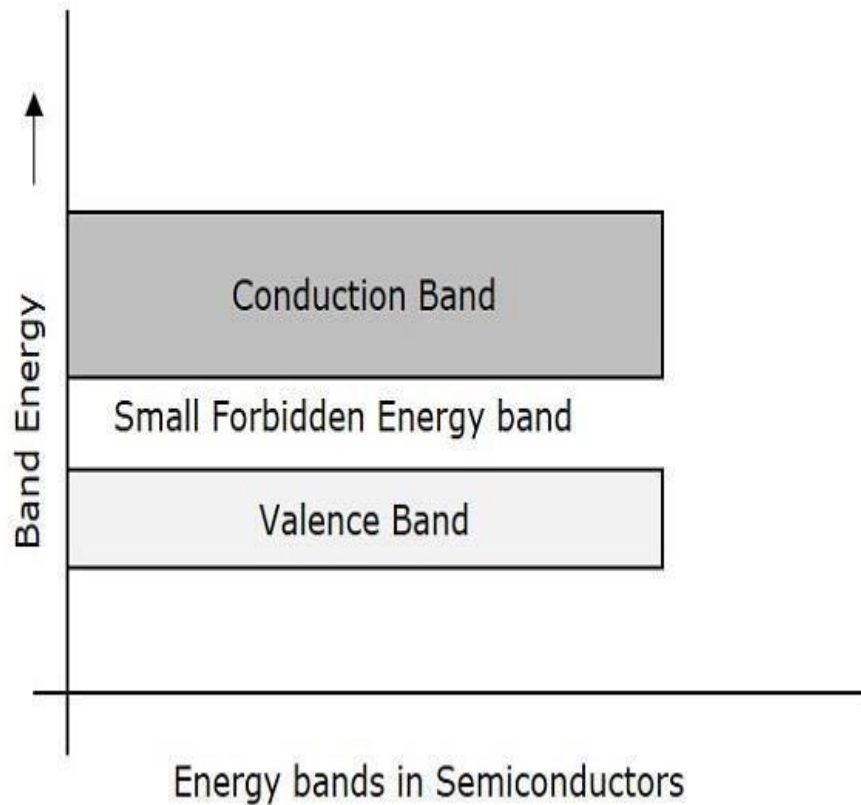 Conduction Band
Small Forbidden Energy band
Valence Band
Band Energy
Energy bands in Semiconductors